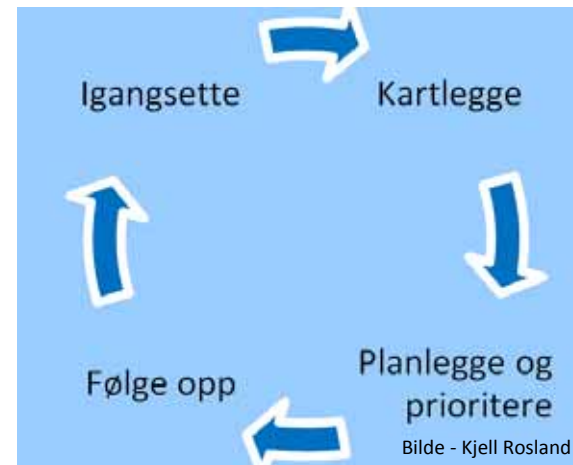 Igangsette
Kartlegge
Planlegge og
prioritere
Følge opp
Bilde - Kjell Rosland